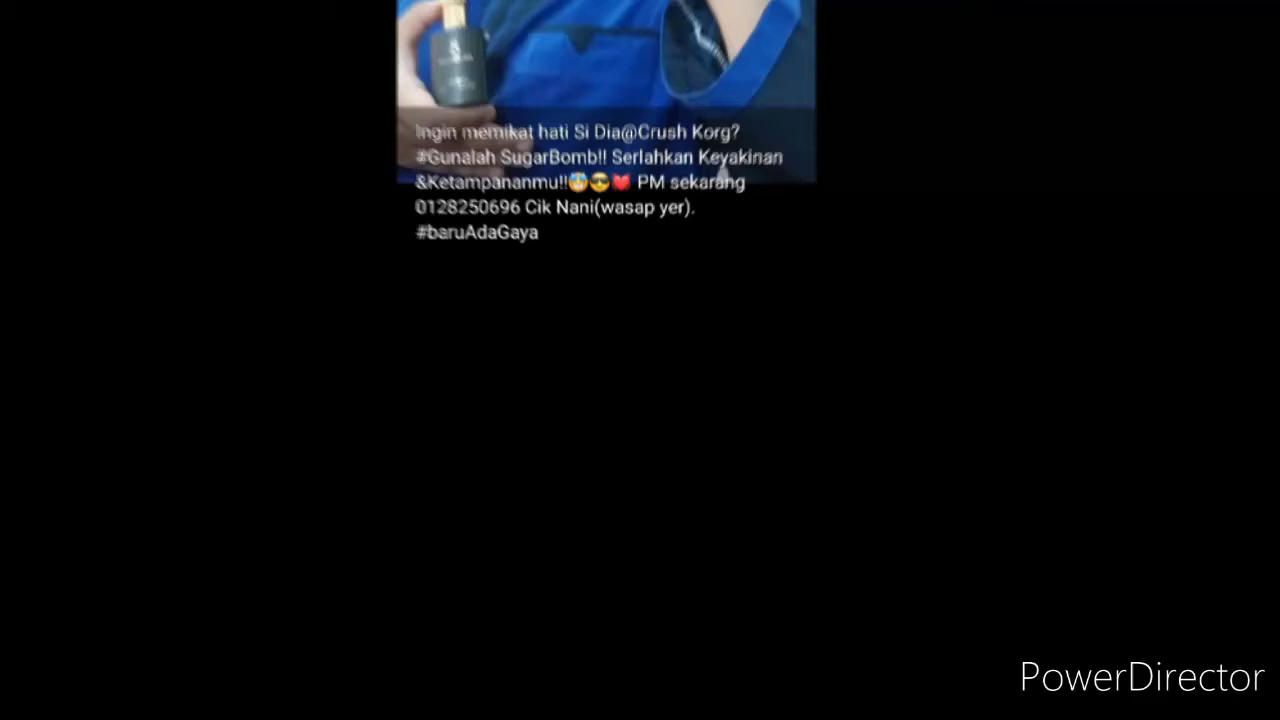 Ingin memikat hati Si Dia@Crush Korg?
#Gunalah SugarBomb!! Serlahkan Keyakinan
&Ketampananmu!!😇😎❤️ PM sekarang
0128250696 Cik Nani(wasap yer).
#baruAdaGaya
PowerDirector